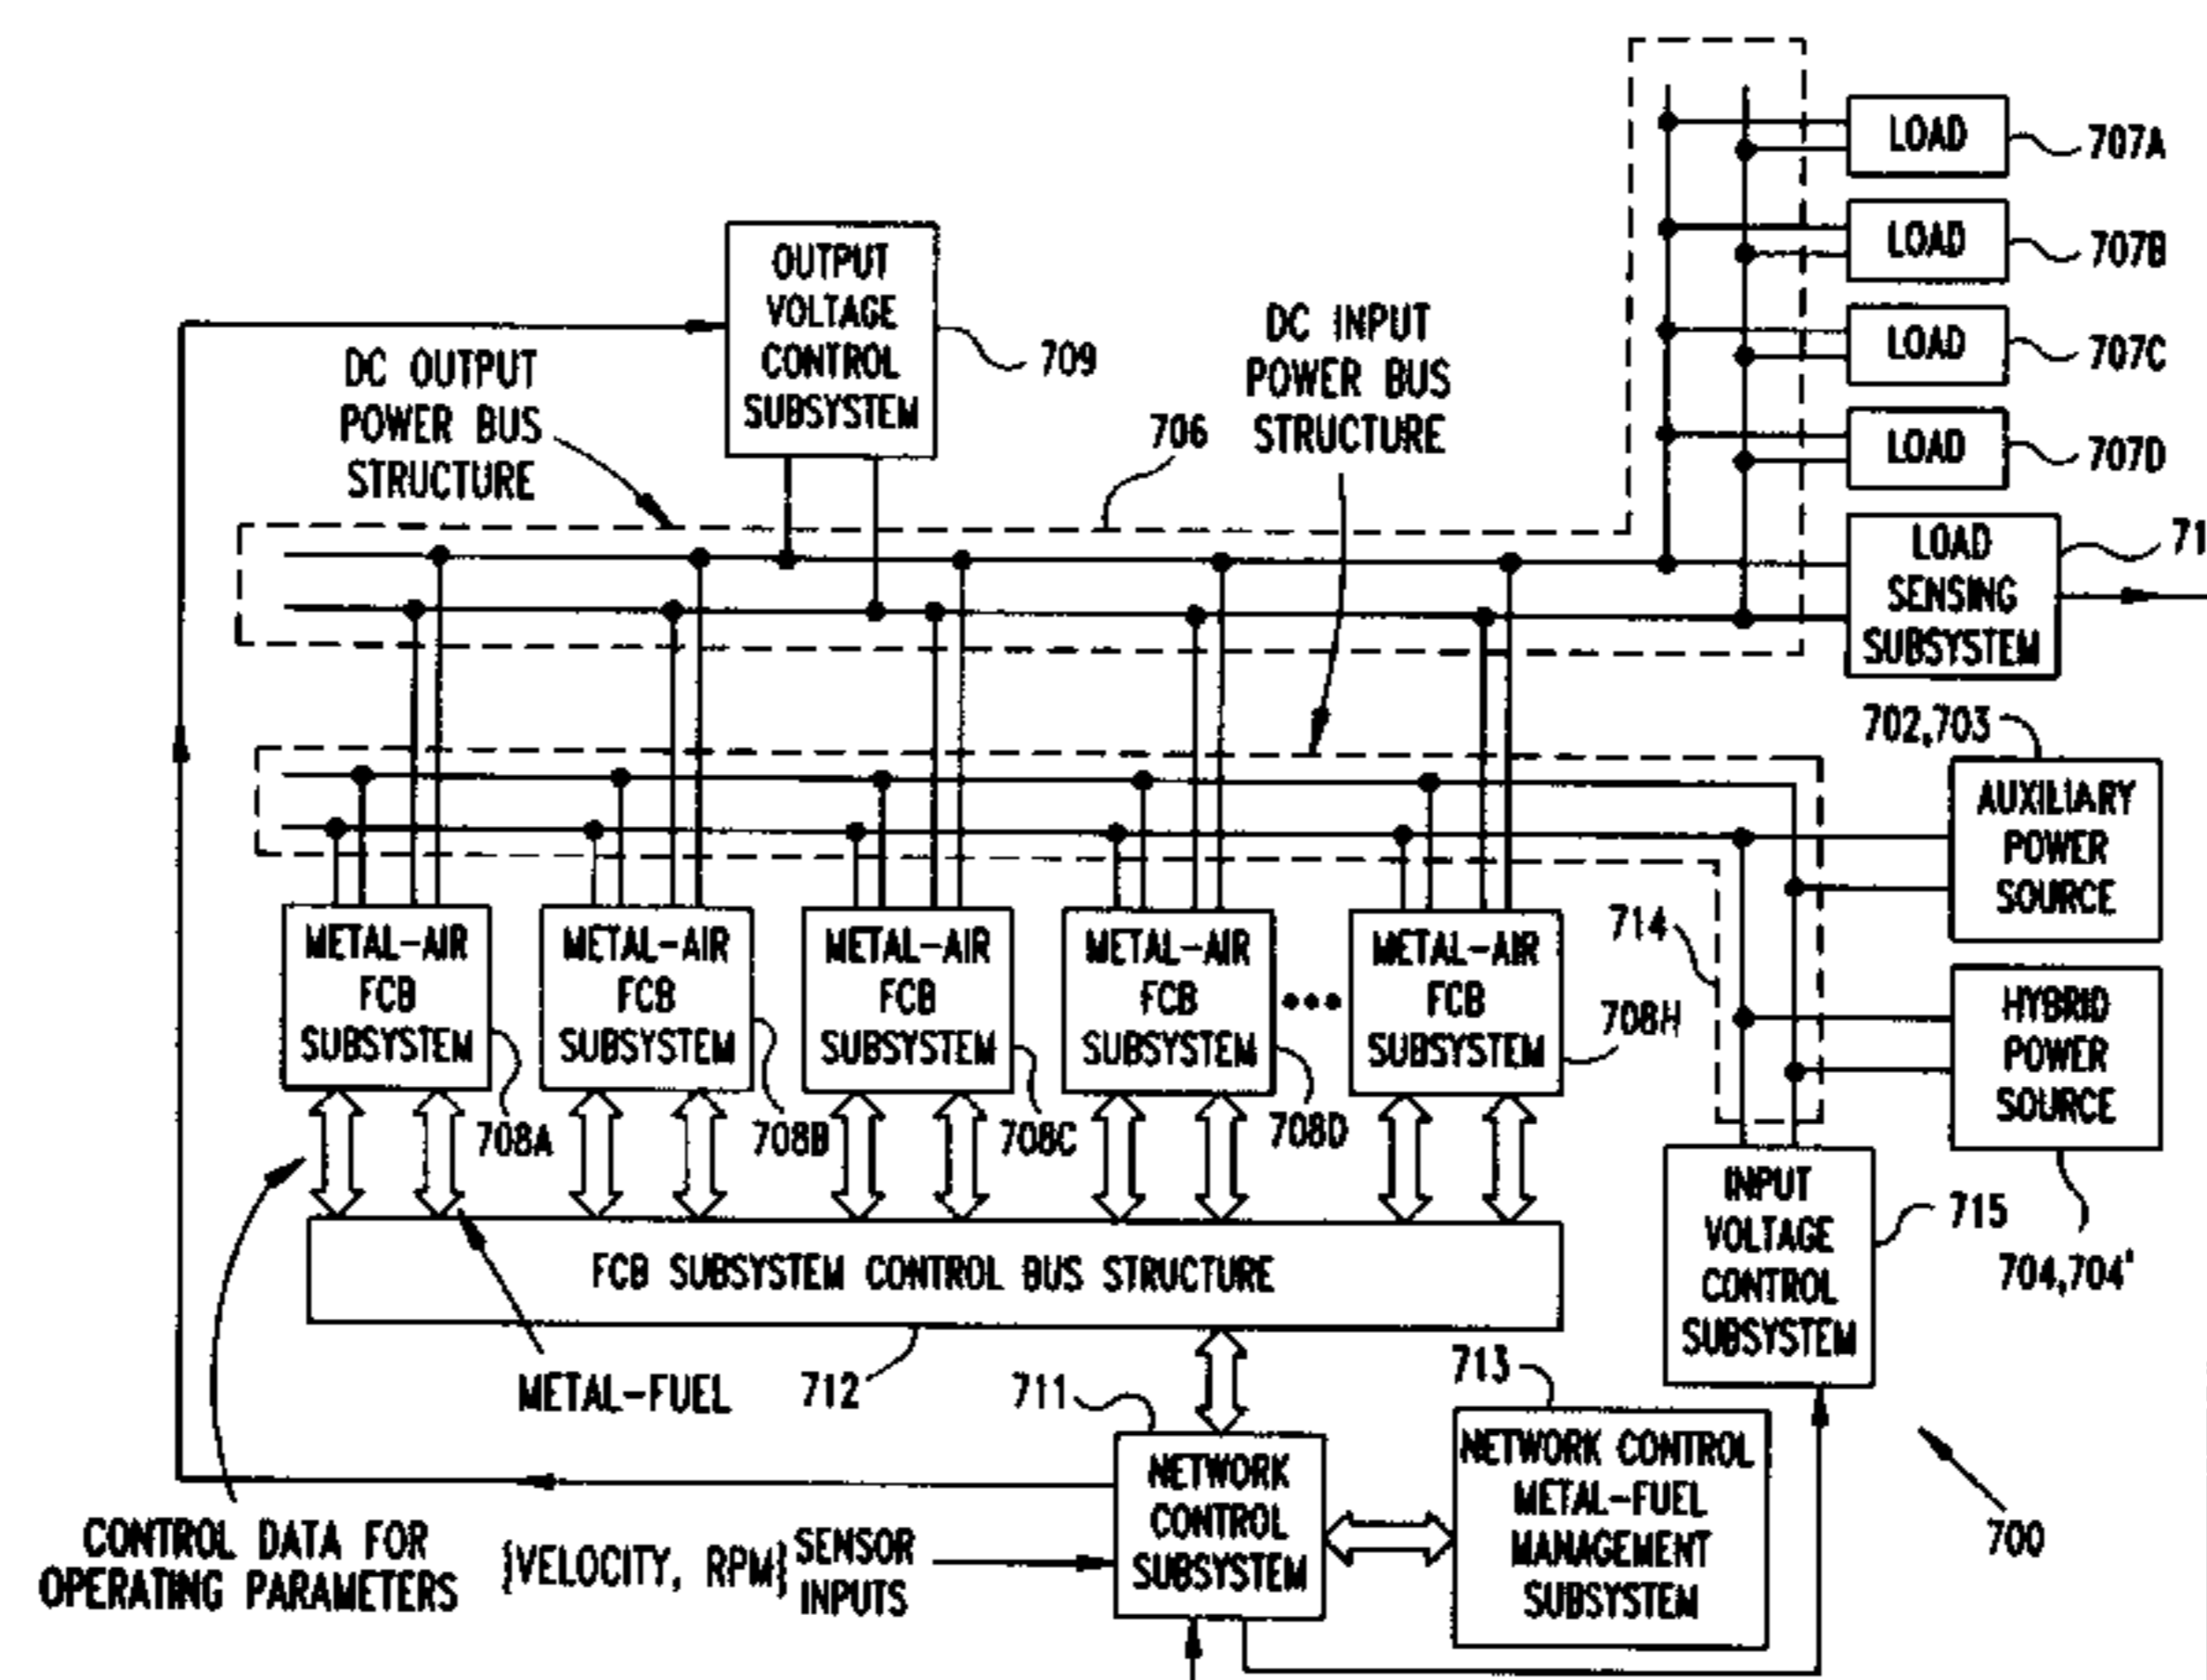 LOAD
707A
LOAD
707B
LOAD
707C
LOAD
707D
OUTPUT
VOLTAGE
CONTROL
SUBSYSTEM
709
DC OUTPUT
POWER BUS
STRUCTURE
DC INPUT
POWER BUS
STRUCTURE
706
LOAD
SENSING
SUBSYSTEM
71
702,703
AUXILIARY
POWER
SOURCE
HYBRID
POWER
SOURCE
704,704'
714
METAL-AIR
FCB
SUBSYSTEM
708A
METAL-AIR
FCB
SUBSYSTEM
708B
METAL-AIR
FCB
SUBSYSTEM
708C
METAL-AIR
FCB
SUBSYSTEM
708D
METAL-AIR
FCB
SUBSYSTEM
708H
INPUT
VOLTAGE
CONTROL
SUBSYSTEM
715
FCB SUBSYSTEM CONTROL BUS STRUCTURE
METAL-FUEL
712
711
713
NETWORK
CONTROL
SUBSYSTEM
NETWORK CONTROL
METAL-FUEL
MANAGEMENT
SUBSYSTEM
700
CONTROL DATA FOR
OPERATING PARAMETERS
}VELOCITY, RPM}
SENSOR
INPUTS